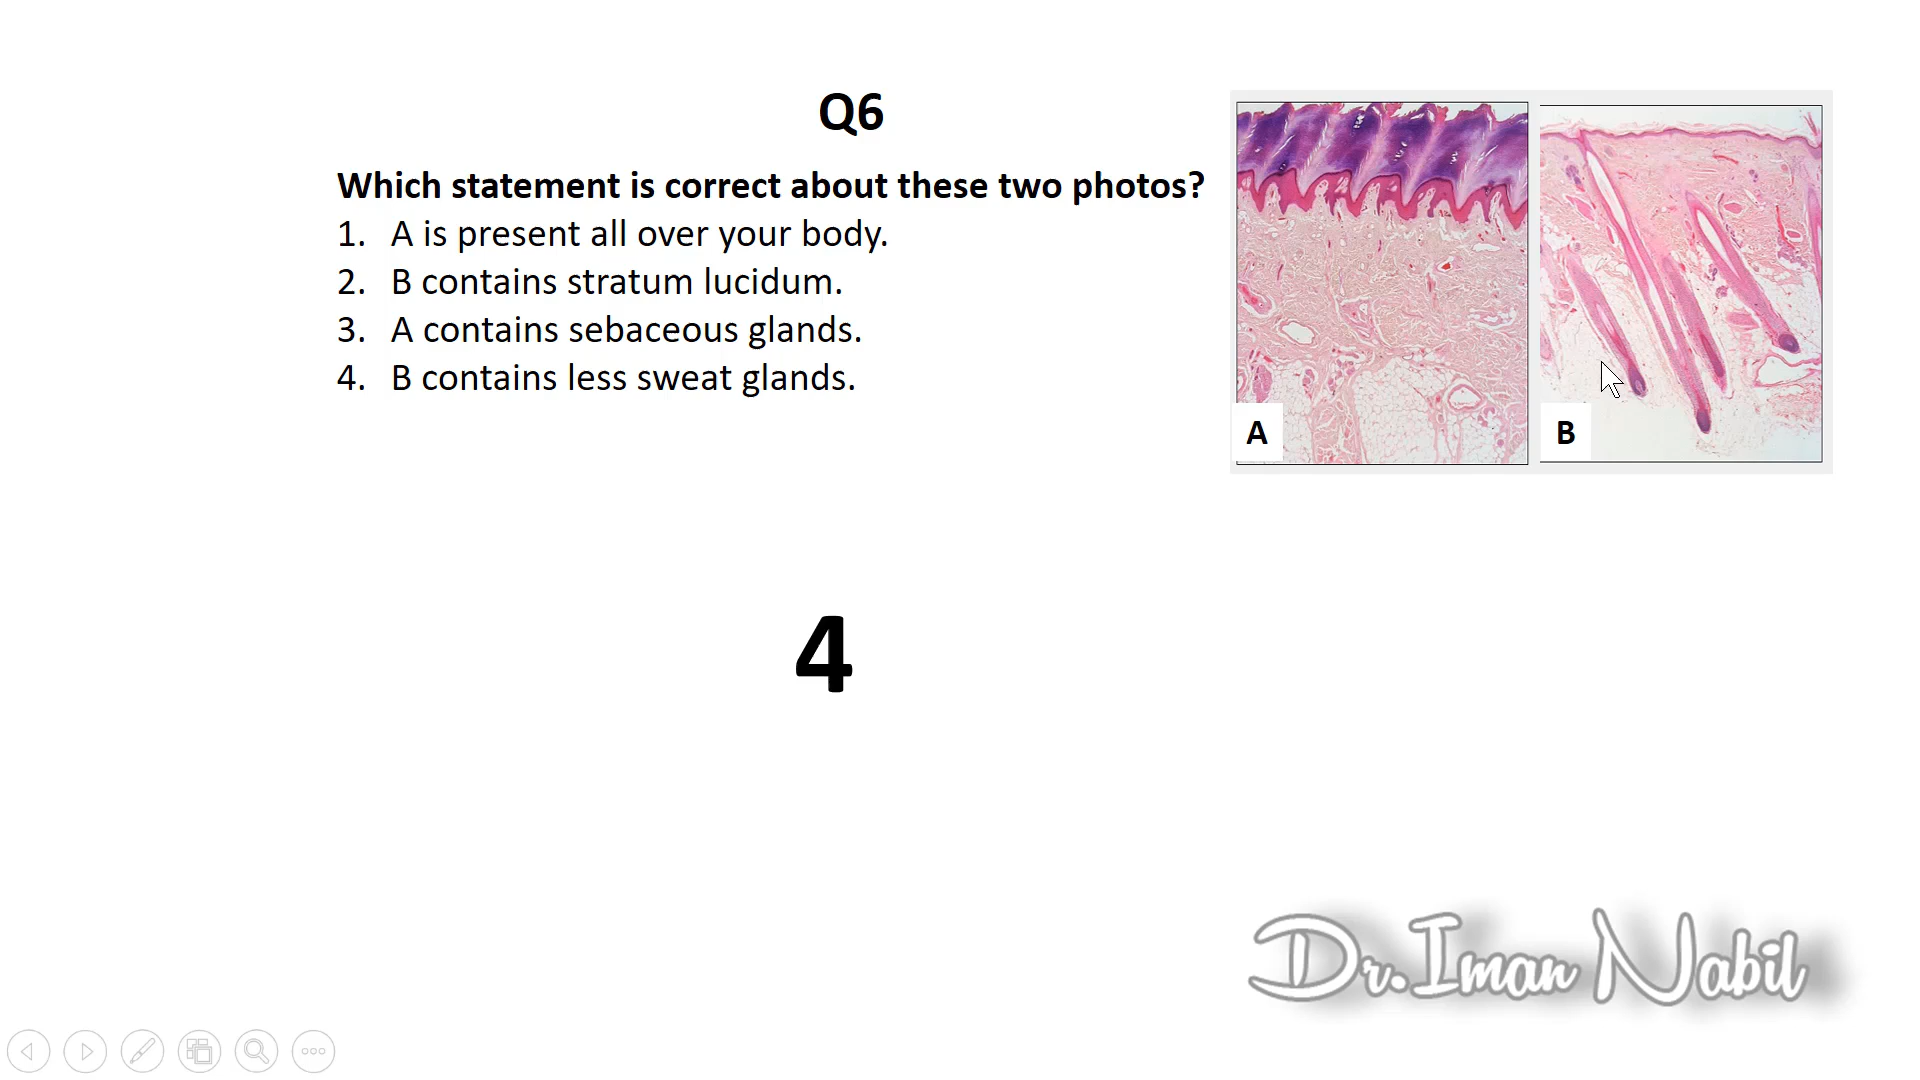 Q6
Which statement is correct about these two photos?
1. A is present all over your body.
2. B contains stratum lucidum.
3. A contains sebaceous glands.
4. B contains less sweat glands.
A
B
4
Dr.Iman Nabil